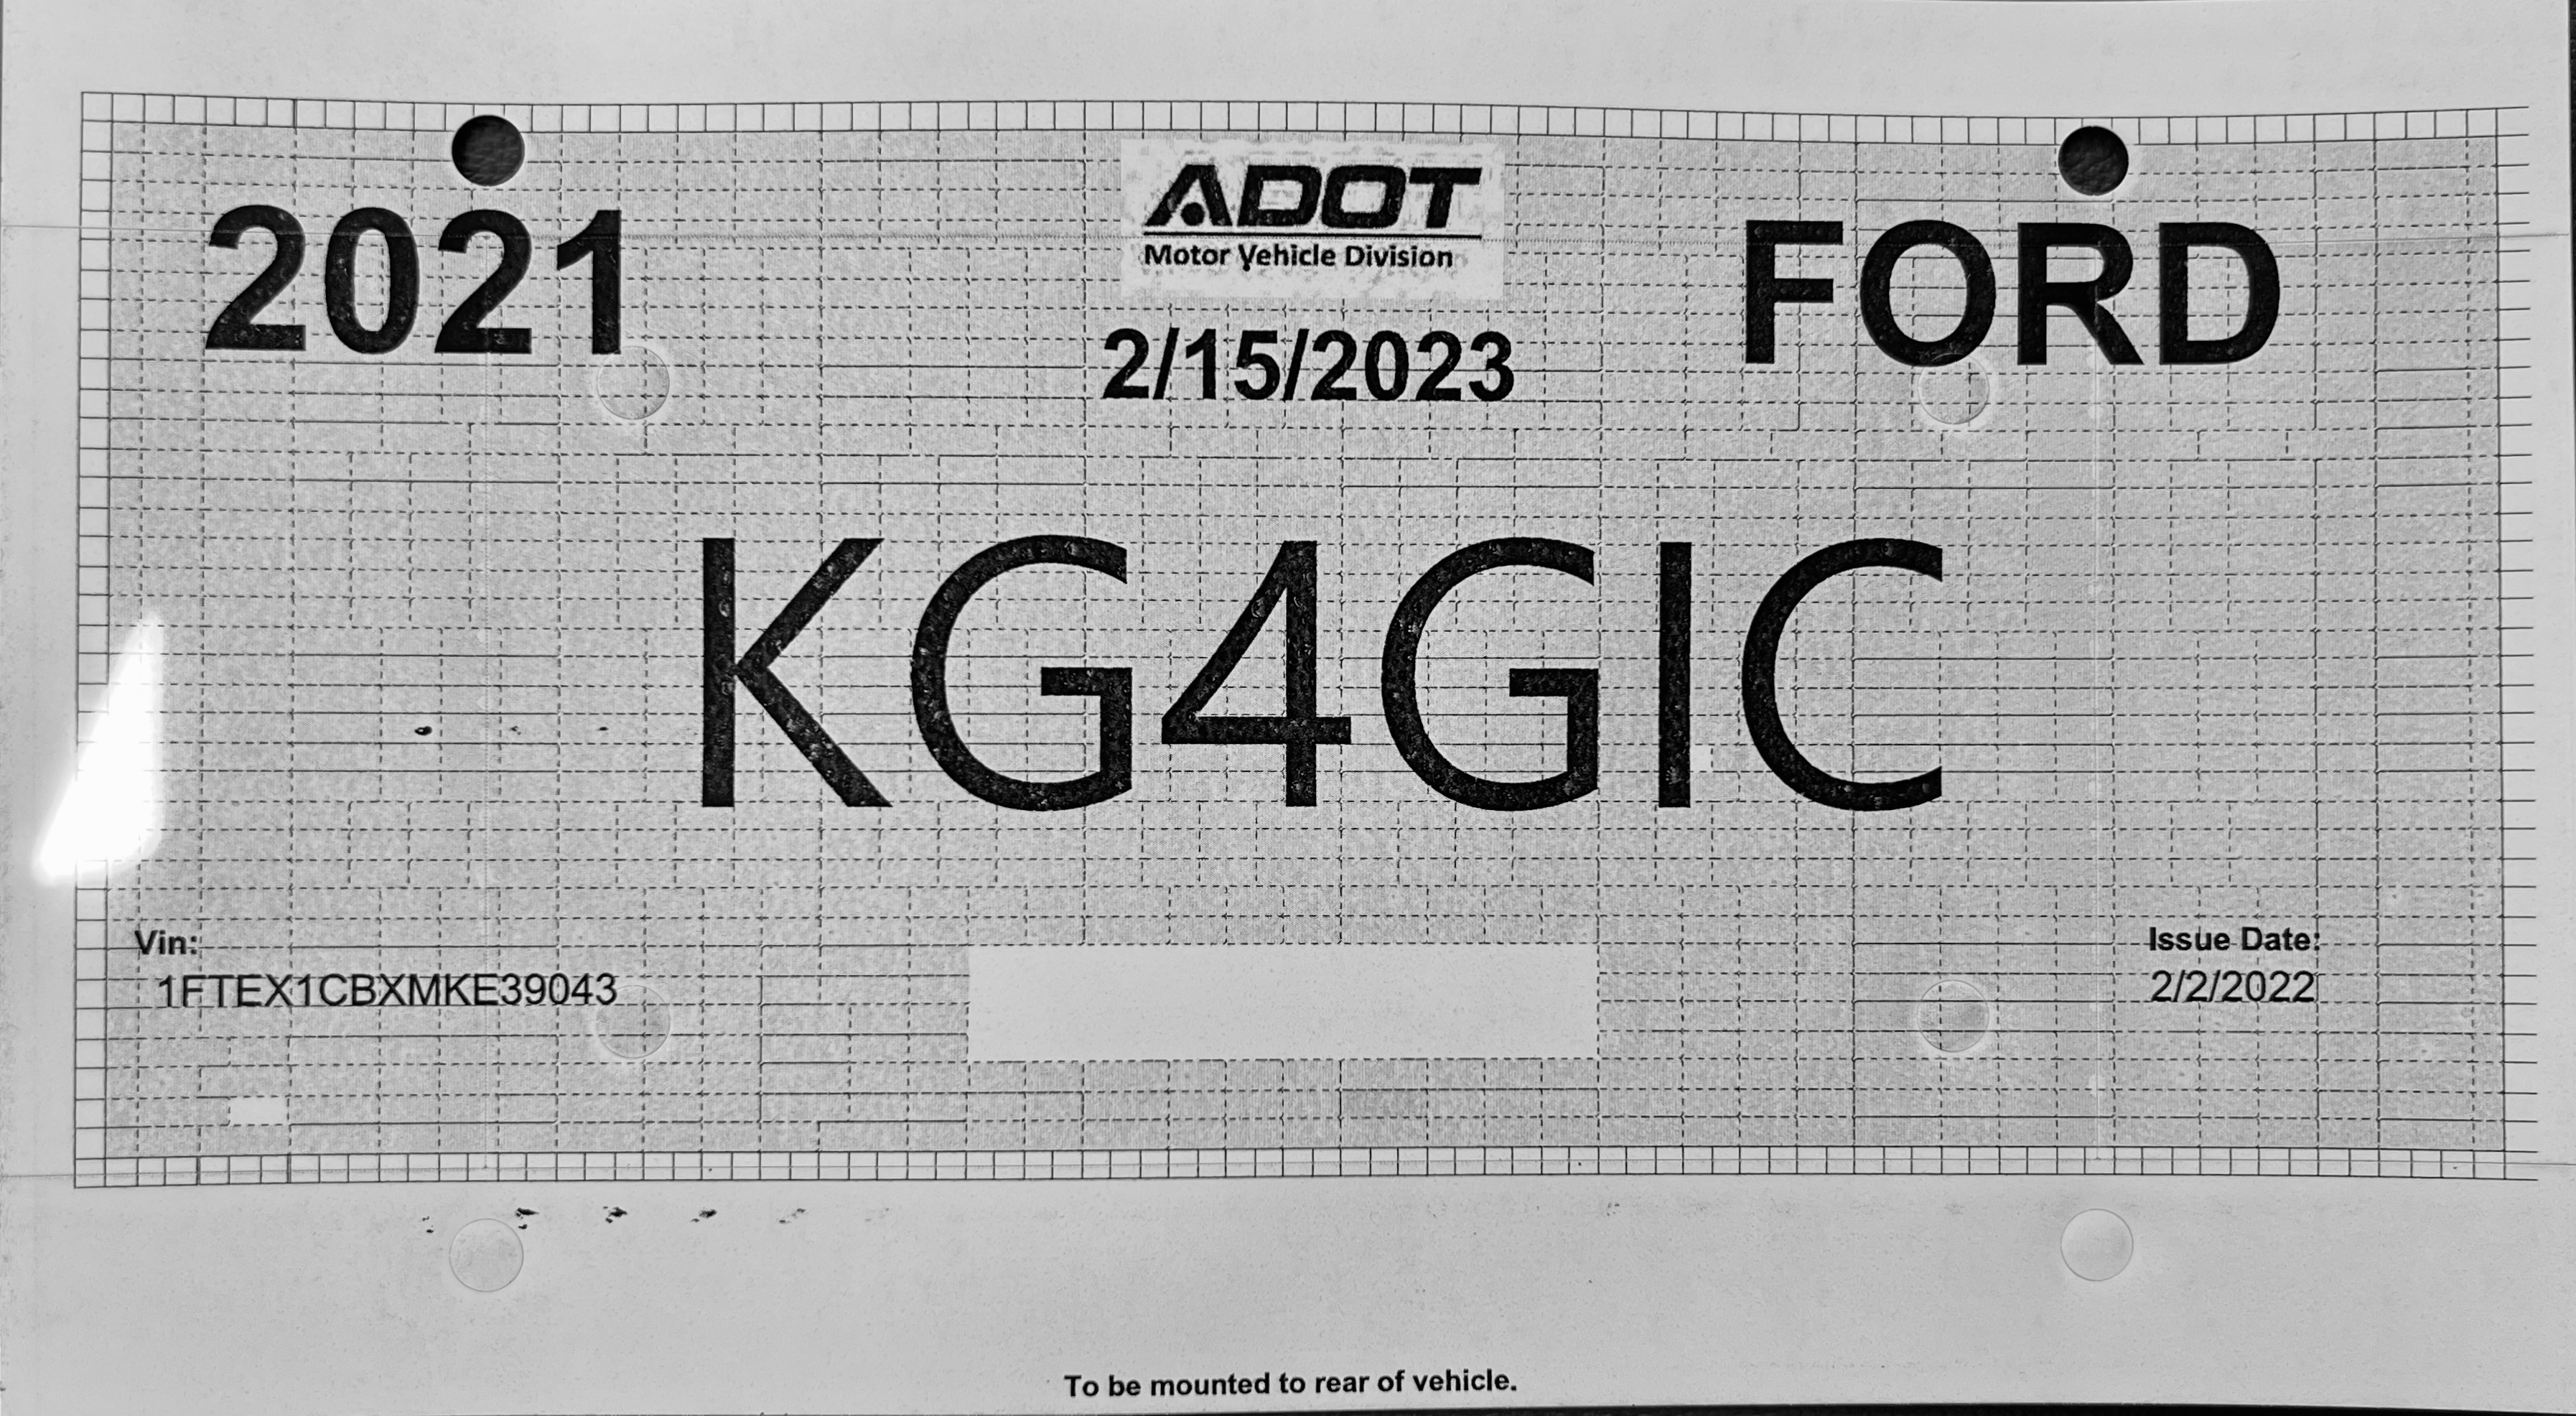 2021
ADOT
Motor Vehicle Division
FORD
2/15/2023
KG4GIC
Vin:
1FTEX1CBXMKE39043
Issue Date:
2/2/2022
To be mounted to rear of vehicle.